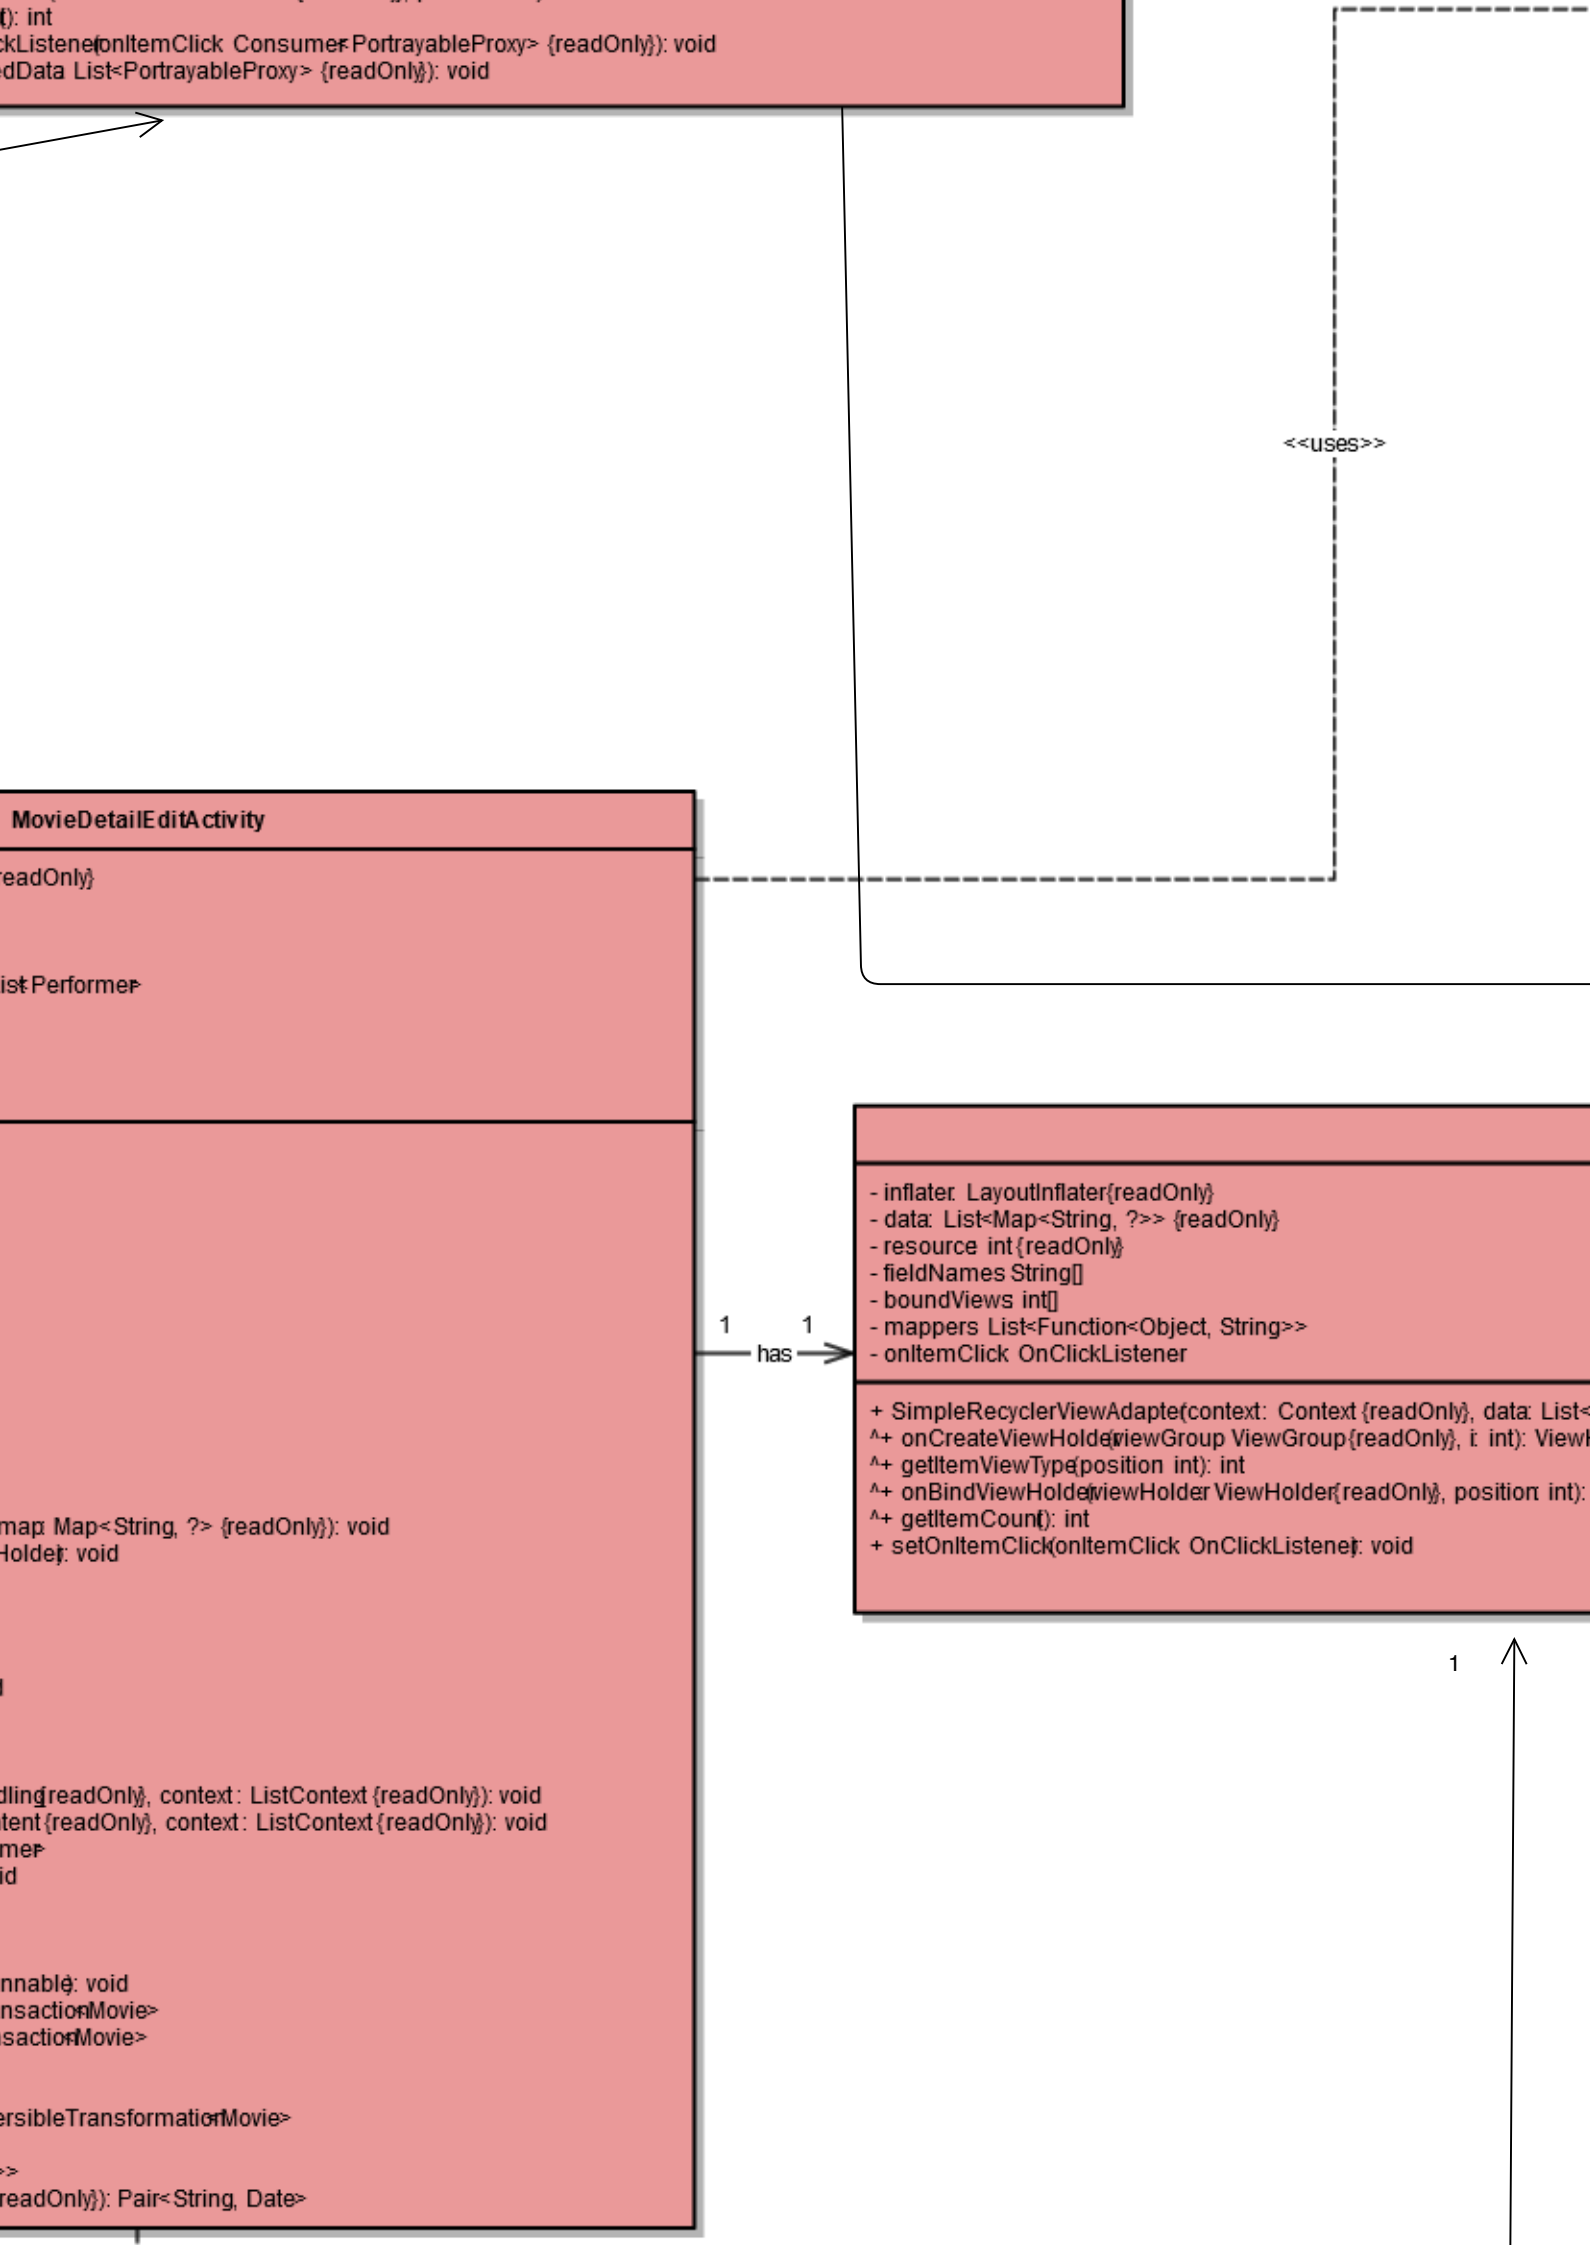 t(): int
ckListener(onItemClick Consumer<PortrayableProxy> {readOnly}): void
edData List<PortrayableProxy> {readOnly}): void
<<uses>>
MovieDetailEditActivity
readOnly}
ist<Performer>
- inflater: LayoutInflater{readOnly}
- data: List<Map<String, ?>> {readOnly}
- resource int{readOnly}
- fieldNames String[]
- boundViews int[]
- mappers List<Function<Object, String>>
- onItemClick OnClickListener
1 1
has
+ SimpleRecyclerViewAdapter(context: Context {readOnly}, data: List<
^+ onCreateViewHolder(viewGroup ViewGroup{readOnly}, i: int): ViewH
^+ getItemViewType(position int): int
^+ onBindViewHolder(viewHolder ViewHolder{readOnly}, position: int):
^+ getItemCount(): int
+ setOnItemClick(onItemClick OnClickListener): void
map: Map<String, ?> {readOnly}): void
Holder): void
1
d
dling{readOnly}, context: ListContext {readOnly}): void
ntent{readOnly}, context: ListContext{readOnly}): void
mer>
id
nnable): void
nsaction<Movie>
nsaction<Movie>
ersibleTransformation<Movie>
>>
readOnly}): Pair<String, Date>